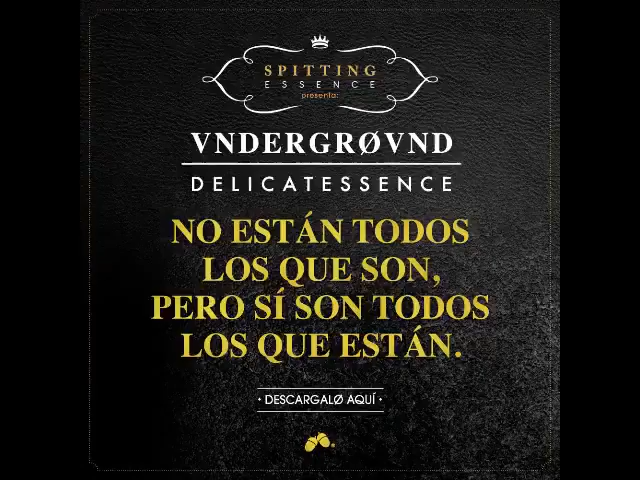 SPITTING
ESSENCE
presenta:
VNDERGRØVND
DELICATESSENCE
NO ESTÁN TODOS
LOS QUE SON,
PERO SÍ SON TODOS
LOS QUE ESTÁN.
· DESCARGALØ AQUÍ ·